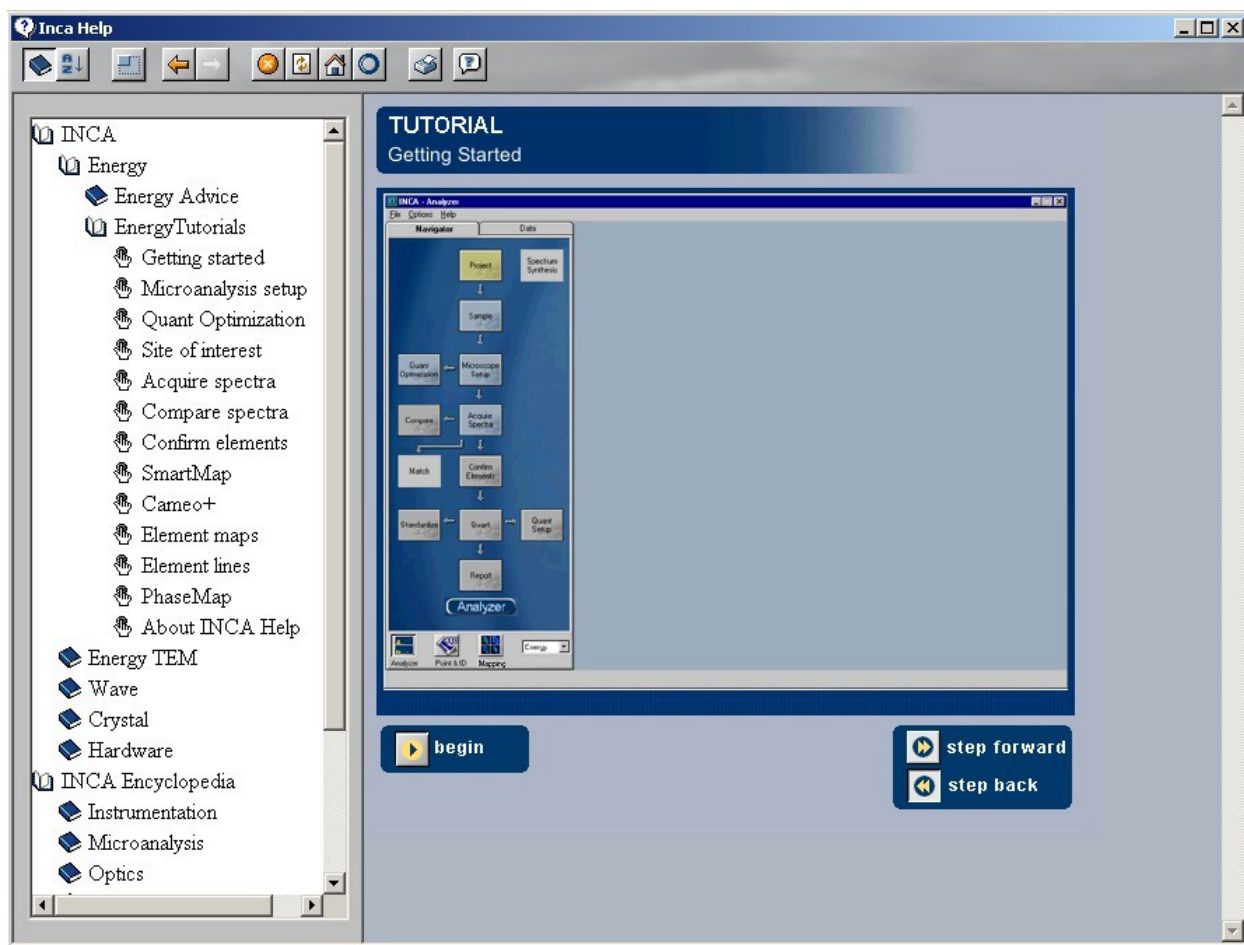 Inca Help
INCA
Energy
Energy Advice
EnergyTutorials
Getting started
Microanalysis setup
Quant Optimization
Site of interest
Acquire spectra
Compare spectra
Confirm elements
SmartMap
Cameo+
Element maps
Element lines
PhaseMap
About INCA Help
Energy TEM
Wave
Crystal
Hardware
INCA Encyclopedia
Instrumentation
Microanalysis
Optics
TUTORIAL
Getting Started
INCA - Analyzer
File Options Help
Navigator Data
Project
Spectrum
Synthesis
Sample
Quant
Optimization
Microscope
Setup
Compare
Acquire
Spectra
Match
Confirm
Elements
Standardize
Quant
Quant
Setup
Report
Analyzer
Energy
Analyzer Point & ID Mapping
begin
step forward
step back